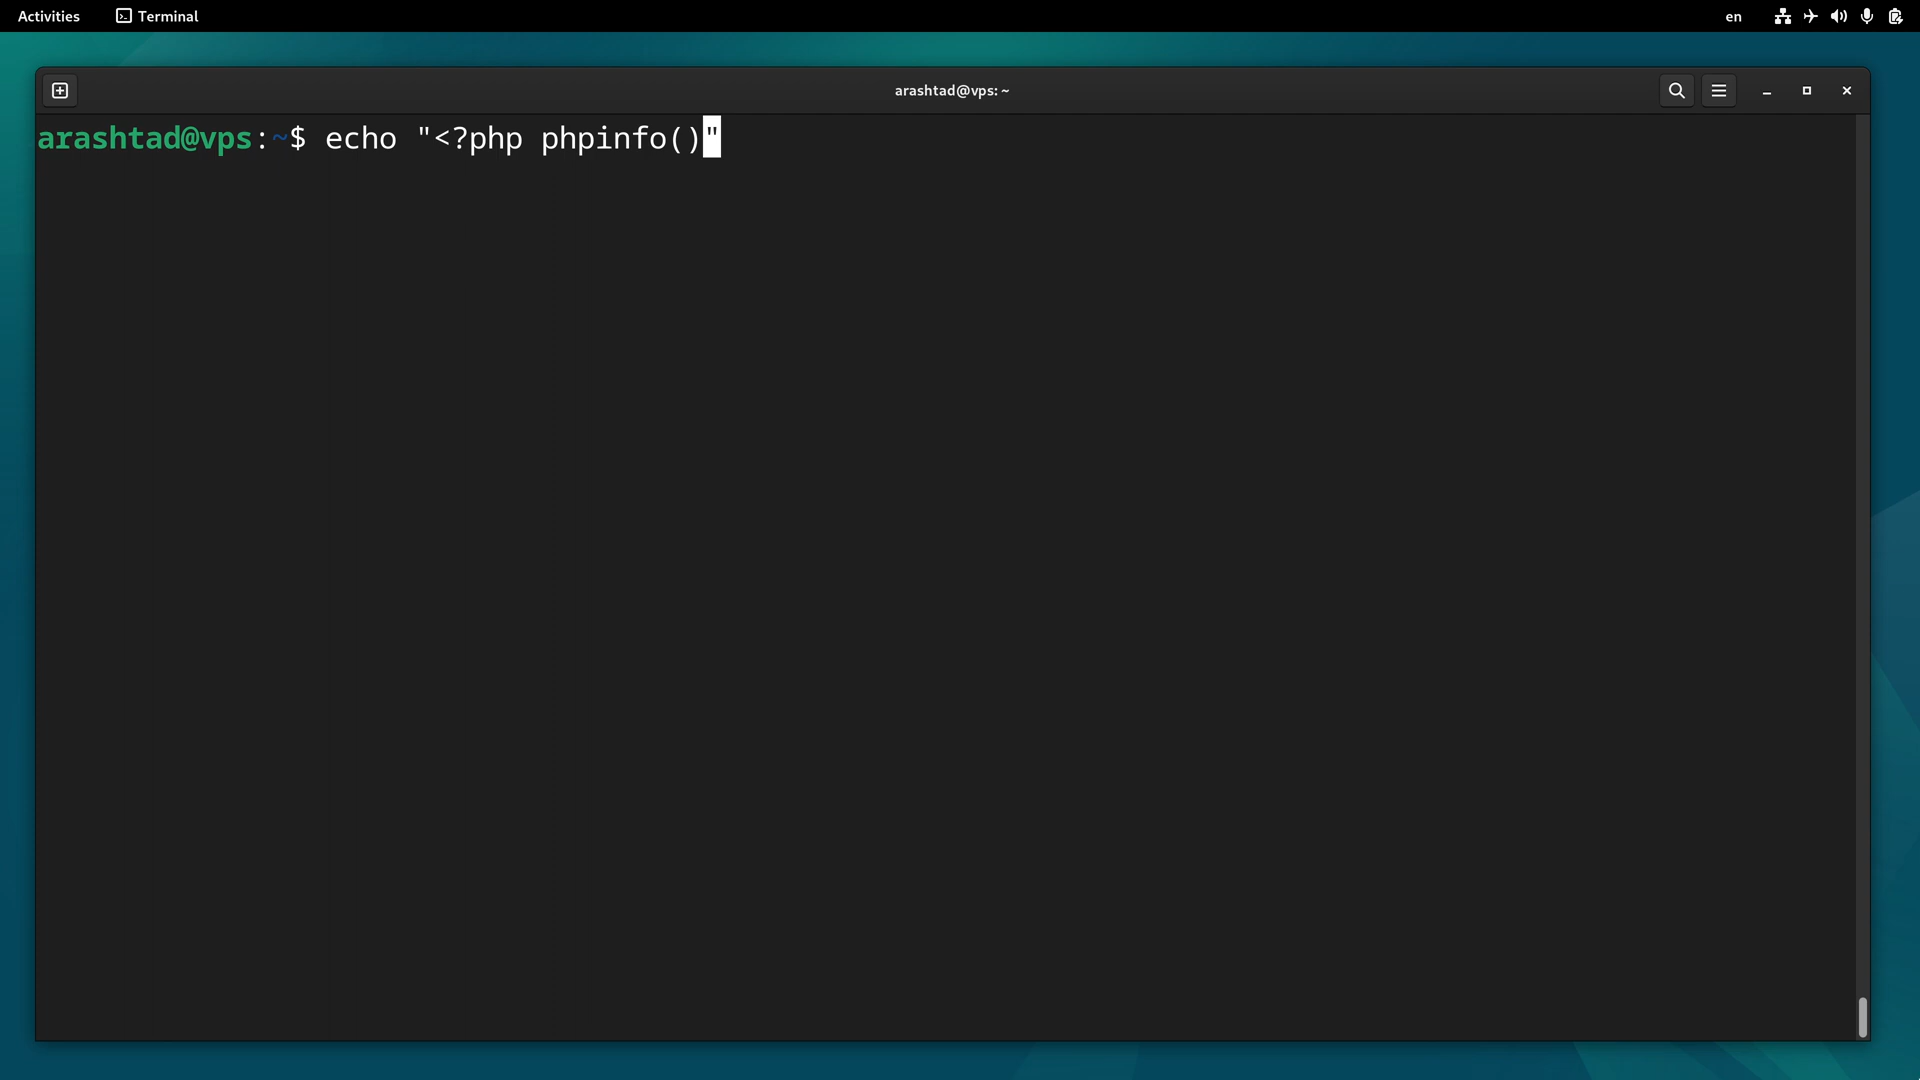 Activities Terminal en
arashtad@vps: ~
arashtad@vps:~$ echo "<?php phpinfo()"